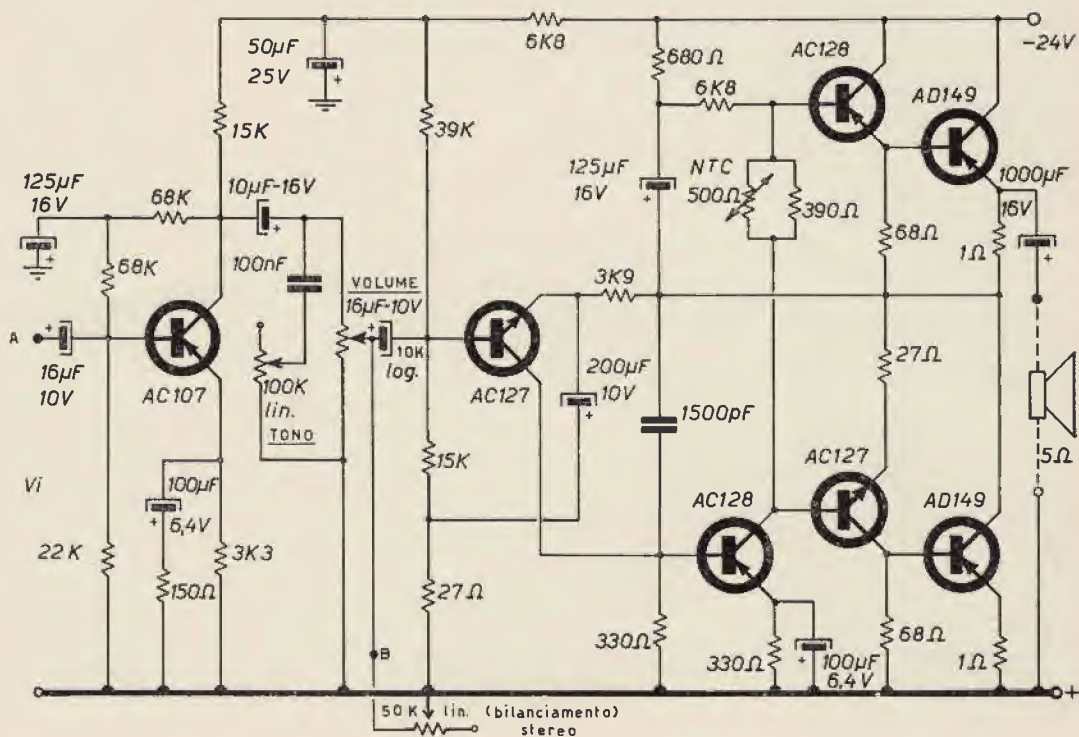 50µF
25V
6K8
680Ω
6K8
AC128
-24V
AD149
15K
39K
125µF
16V
68K
10µF-16V
125µF
16V
NTC
500Ω
390Ω
1000µF
16V
68Ω
1Ω
68K
100nF
VOLUME
16µF-10V
3K9
A
16µF
10V
AC107
100K
lin.
TONO
10K
log.
AC127
200µF
10V
1500pF
27Ω
5Ω
Vi
100µF
6,4V
15K
AC128
AC127
AD149
22K
150Ω
3K3
27Ω
330Ω
330Ω
100µF
6,4V
68Ω
1Ω
B
50K lin. (bilanciamento)
stereo
+